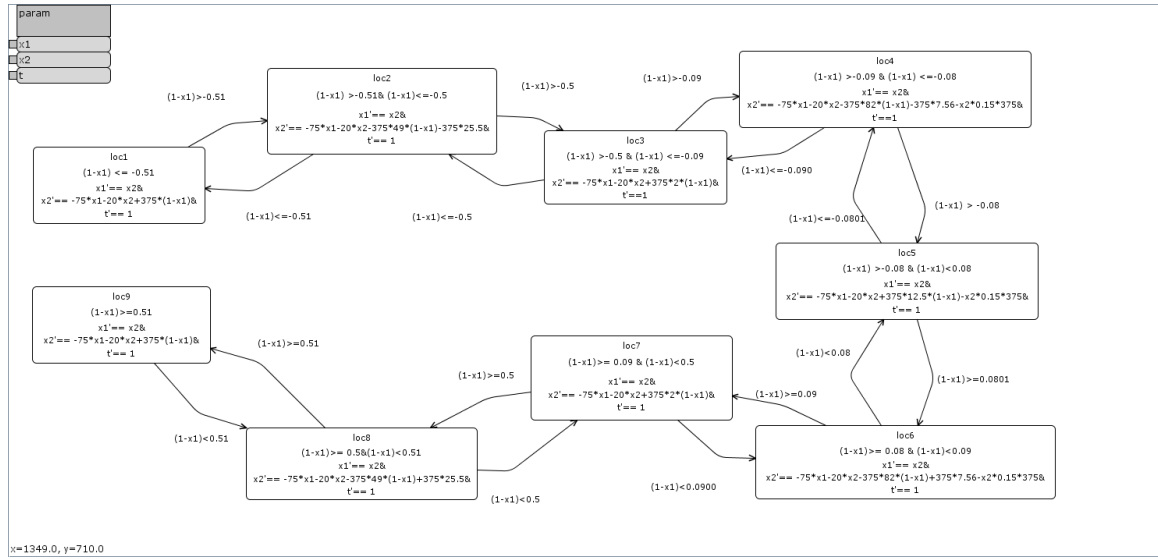 param
x1
x2
t
loc1
(1-x1) <= -0.51
x1'== x2&
x2'== -75*x1-20*x2+375*(1-x1)&
t'== 1
(1-x1)>-0.51
loc2
(1-x1) >-0.51& (1-x1)<=-0.5
x1'== x2&
x2'== -75*x1-20*x2-375*49*(1-x1)-375*25.5&
t'== 1
(1-x1)<=-0.51
(1-x1)>-0.5
(1-x1)<=-0.5
loc3
(1-x1) >-0.5 & (1-x1) <=-0.09
x1'== x2&
x2'== -75*x1-20*x2+375*2*(1-x1)&
t'==1
(1-x1)>-0.09
loc4
(1-x1) >-0.09 & (1-x1) <=-0.08
x1'== x2&
x2'== -75*x1-20*x2-375*82*(1-x1)-375*7.56-x2*0.15*375&
t'==1
(1-x1)<=-0.090
(1-x1)<=-0.0801
(1-x1) > -0.08
loc5
(1-x1) >-0.08 & (1-x1)<0.08
x1'== x2&
x2'== -75*x1-20*x2+375*12.5*(1-x1)-x2*0.15*375&
t'== 1
(1-x1)<0.08
(1-x1)>=0.0801
loc6
(1-x1)>= 0.08 & (1-x1)<0.09
x1'== x2&
x2'== -75*x1-20*x2-375*82*(1-x1)+375*7.56-x2*0.15*375&
t'== 1
(1-x1)>=0.09
(1-x1)<0.0900
loc7
(1-x1)>= 0.09 & (1-x1)<0.5
x1'== x2&
x2'== -75*x1-20*x2+375*2*(1-x1)&
t'== 1
(1-x1)>=0.5
(1-x1)<0.5
loc8
(1-x1)>= 0.5&(1-x1)<0.51
x1'== x2&
x2'== -75*x1-20*x2-375*49*(1-x1)+375*25.5&
t'== 1
(1-x1)>=0.51
(1-x1)<0.51
loc9
(1-x1)>=0.51
x1'== x2&
x2'== -75*x1-20*x2+375*(1-x1)&
t'== 1
x=1349.0, y=710.0